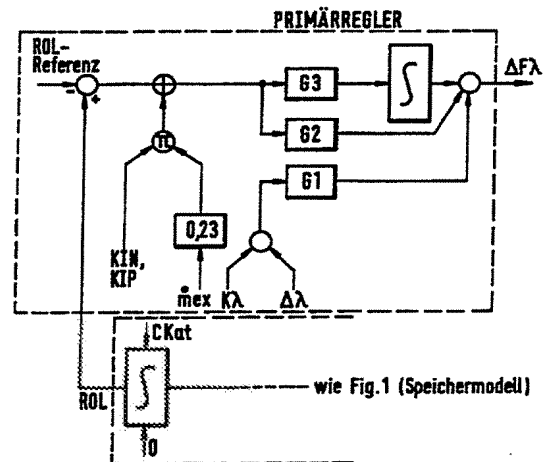 PRIMÄRREGLER
ROL-
Referenz
-
+
G3
∫
ΔFλ
G2
π
G1
0,23
KIN,
KIP
ṁex
Kλ
Δλ
CKat
∫
ROL
wie Fig.1 (Speichermodell)
0